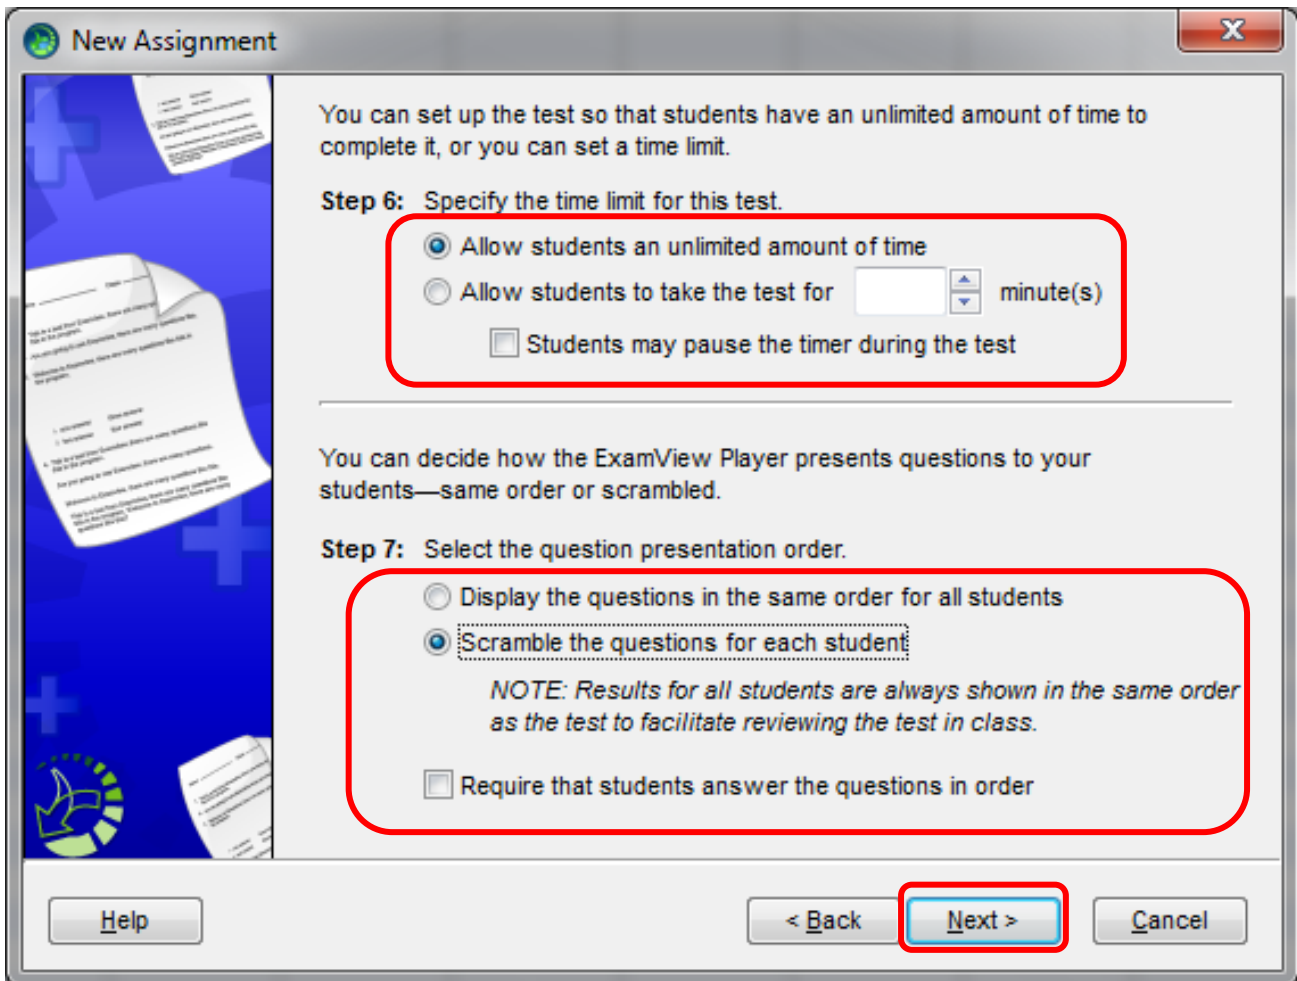 New Assignment
You can set up the test so that students have an unlimited amount of time to
complete it, or you can set a time limit.
Step 6: Specify the time limit for this test.
Allow students an unlimited amount of time
Allow students to take the test for minute(s)
Students may pause the timer during the test
You can decide how the ExamView Player presents questions to your
students—same order or scrambled.
Step 7: Select the question presentation order.
Display the questions in the same order for all students
Scramble the questions for each student
NOTE: Results for all students are always shown in the same order
as the test to facilitate reviewing the test in class.
Require that students answer the questions in order
Help
< Back
Next >
Cancel